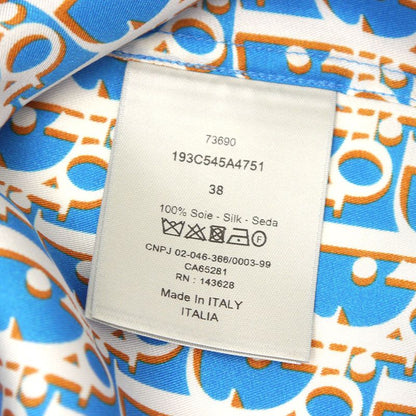 73690
193C545A4751
38
100% Soie - Silk - Seda
CNPJ 02-046-366/0003-99
CA65281
RN : 143628
Made In ITALY
ITALIA